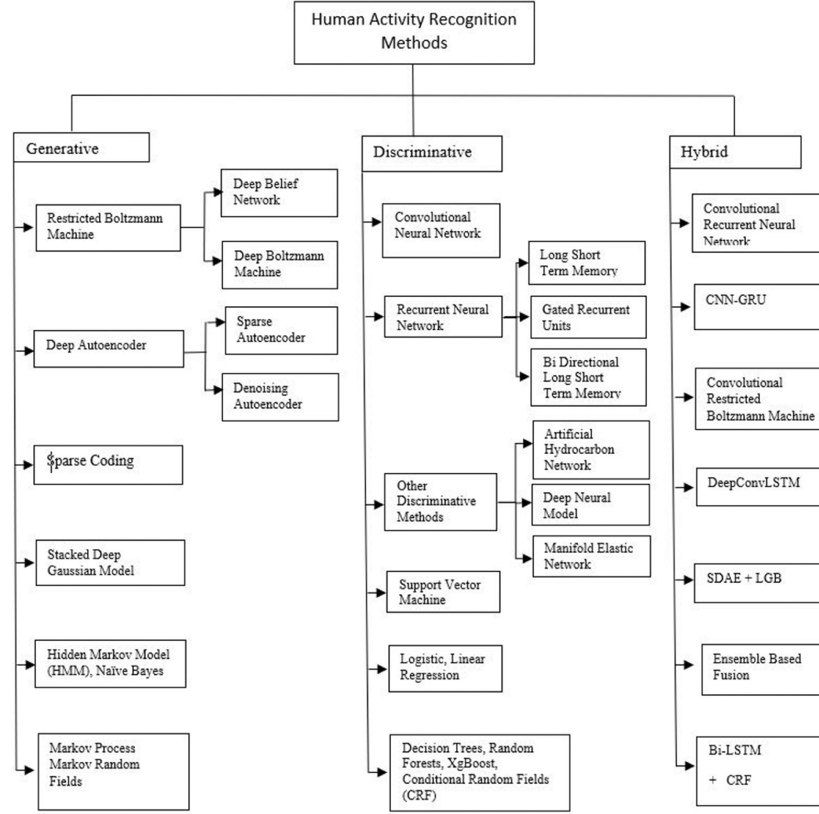 Human Activity Recognition
Methods
Generative
Restricted Boltzmann
Machine
Deep Belief
Network
Deep Boltzmann
Machine
Deep Autoencoder
Sparse
Autoencoder
Denoising
Autoencoder
Sparse Coding
Stacked Deep
Gaussian Model
Hidden Markov Model
(HMM), Naïve Bayes
Markov Process
Markov Random
Fields
Discriminative
Convolutional
Neural Network
Recurrent Neural
Network
Long Short
Term Memory
Gated Recurrent
Units
Bi Directional
Long Short
Term Memory
Other
Discriminative
Methods
Artificial
Hydrocarbon
Network
Deep Neural
Model
Manifold Elastic
Network
Support Vector
Machine
Logistic, Linear
Regression
Decision Trees, Random
Forests, XgBoost,
Conditional Random Fields
(CRF)
Hybrid
Convolutional
Recurrent Neural
Network
CNN-GRU
Convolutional
Restricted
Boltzmann Machine
DeepConvLSTM
SDAE + LGB
Ensemble Based
Fusion
Bi-LSTM
+ CRF